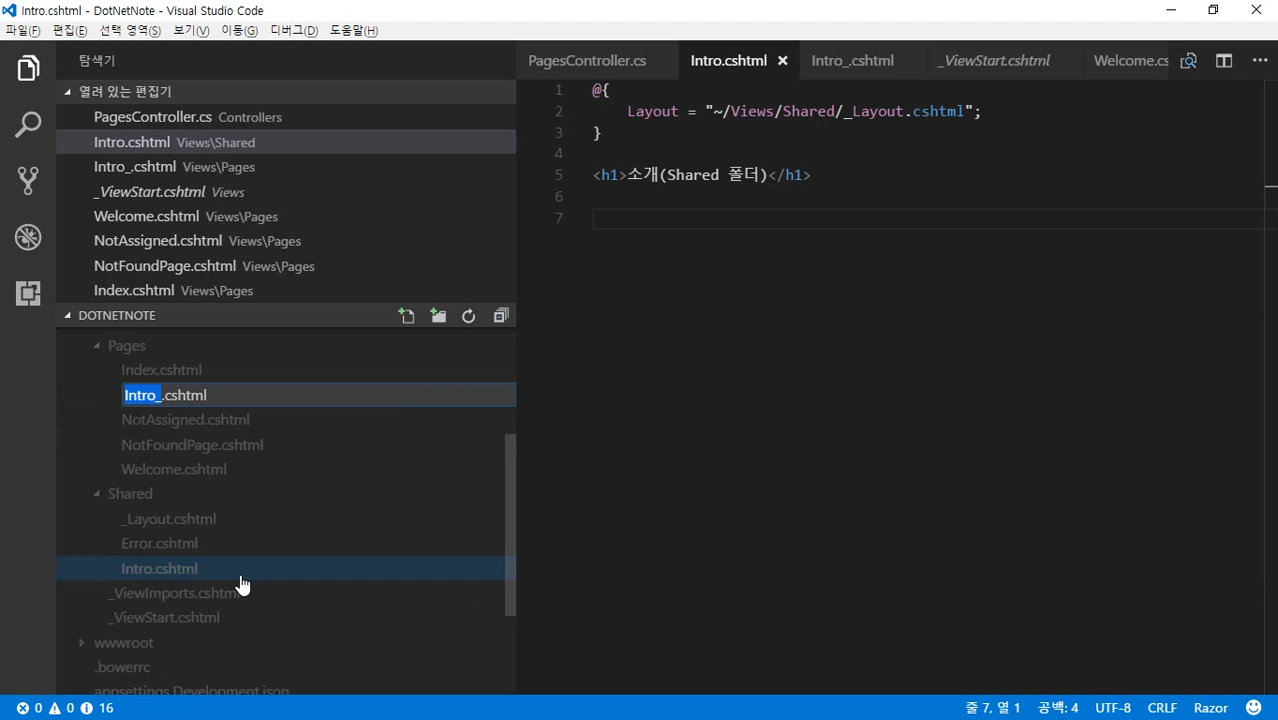 Intro.cshtml - DotNetNote - Visual Studio Code
파일(F) 편집(E) 선택 영역(S) 보기(V) 이동(G) 디버그(D) 도움말(H)
탐색기
열려 있는 편집기
PagesController.cs Controllers
Intro.cshtml Views\Shared
Intro_.cshtml Views\Pages
_ViewStart.cshtml Views
Welcome.cshtml Views\Pages
NotAssigned.cshtml Views\Pages
NotFoundPage.cshtml Views\Pages
Index.cshtml Views\Pages
DOTNETNOTE
Pages
Index.cshtml
Intro_.cshtml
NotAssigned.cshtml
NotFoundPage.cshtml
Welcome.cshtml
Shared
_Layout.cshtml
Error.cshtml
Intro.cshtml
_ViewImports.cshtml
_ViewStart.cshtml
wwwroot
.bowerrc
appsettings.Development.json
PagesController.cs Intro.cshtml Intro_.cshtml _ViewStart.cshtml Welcome.cs
1 @{
2 Layout = "~/Views/Shared/_Layout.cshtml";
3 }
4
5 <h1>소개(Shared 폴더)</h1>
6
7
0 0 16 줄 7, 열 1 공백: 4 UTF-8 CRLF Razor